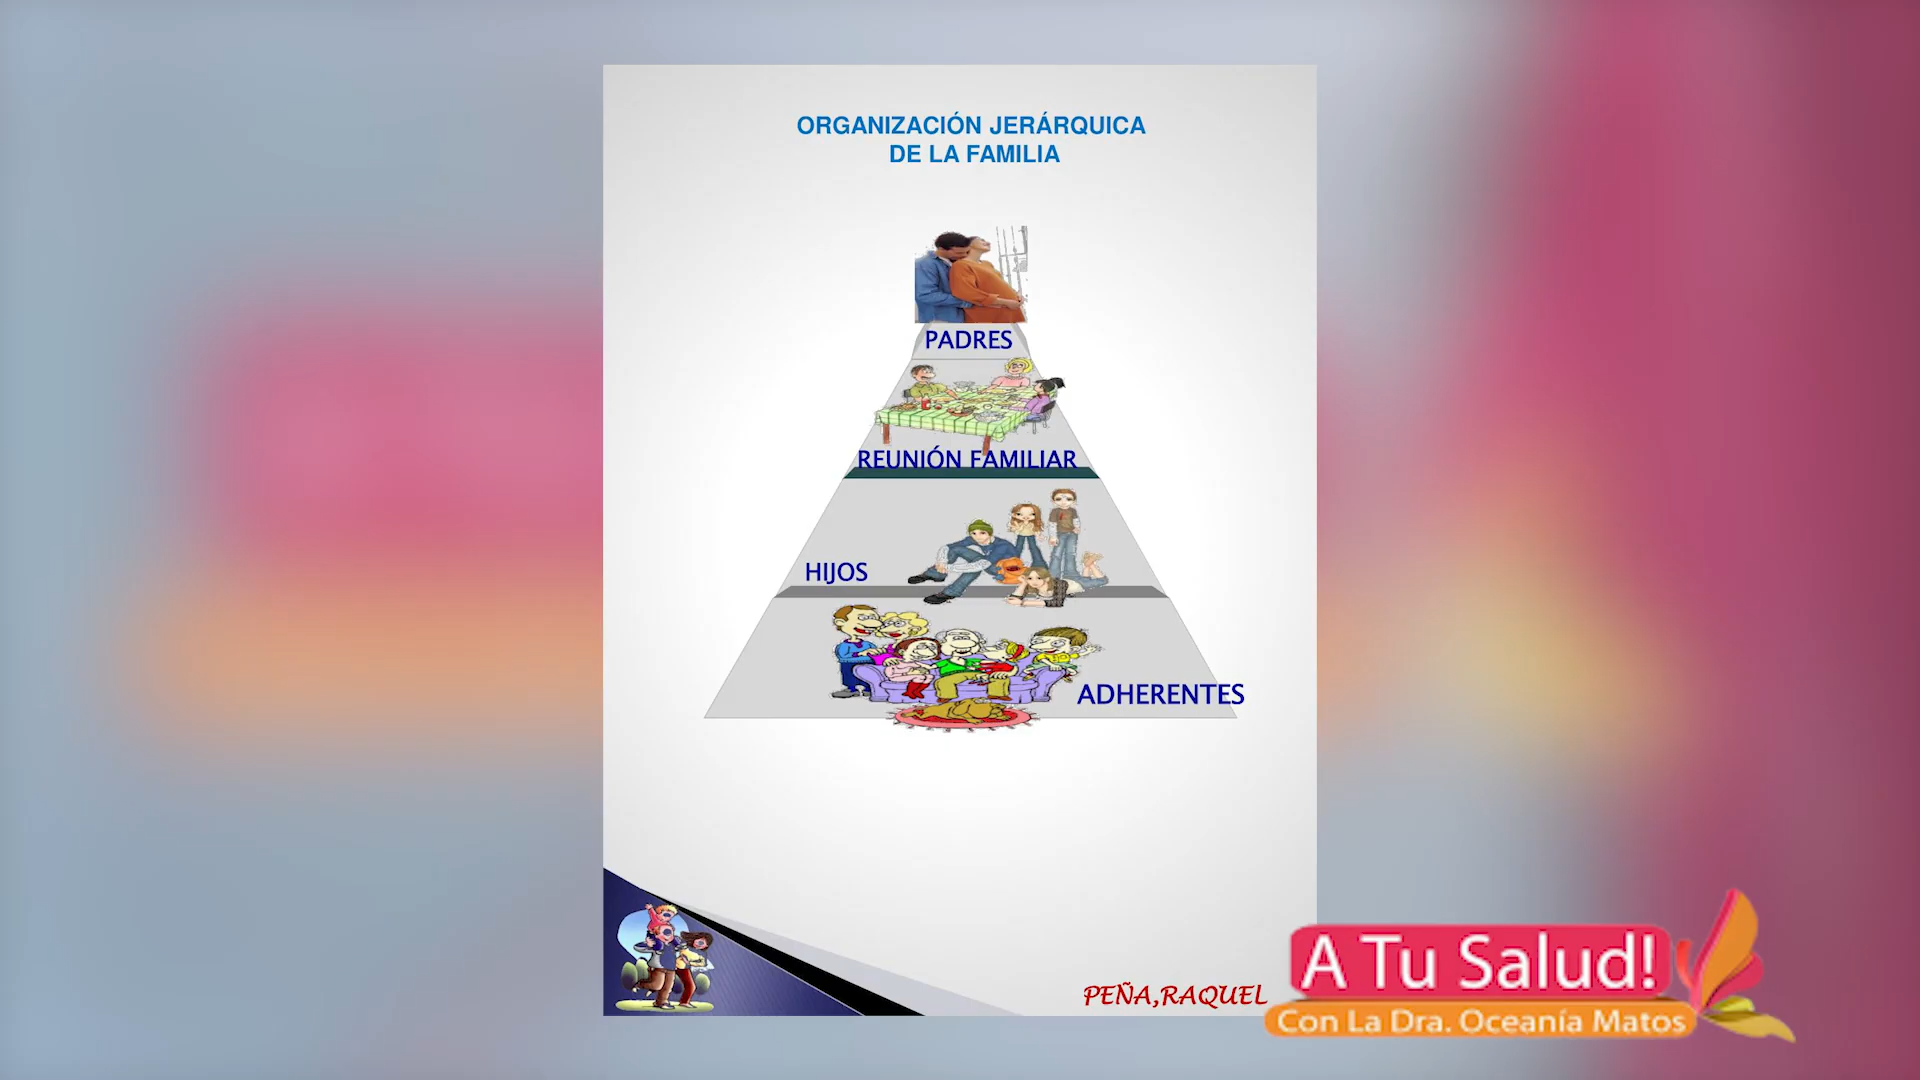 ORGANIZACIÓN JERÁRQUICA
DE LA FAMILIA
PADRES
REUNIÓN FAMILIAR
HIJOS
ADHERENTES
PEÑA,RAQUEL
A Tu Salud!
Con La Dra. Oceanía Matos